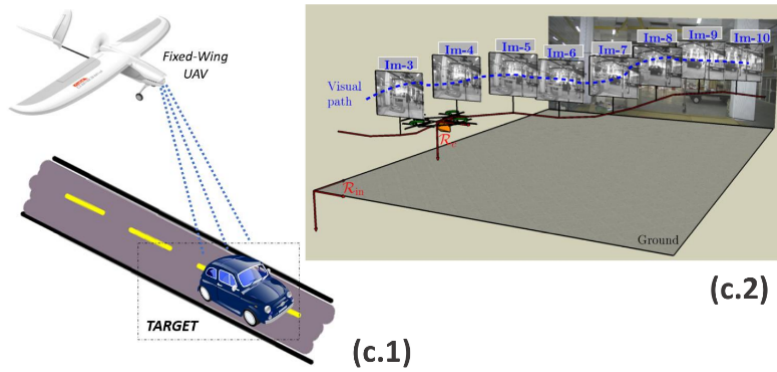 Fixed-Wing
UAV
TARGET
(c.1)
Im-3
Im-4
Im-5
Im-6
Im-7
Im-8
Im-9
Im-10
Visual
path
R_in
Ground
(c.2)